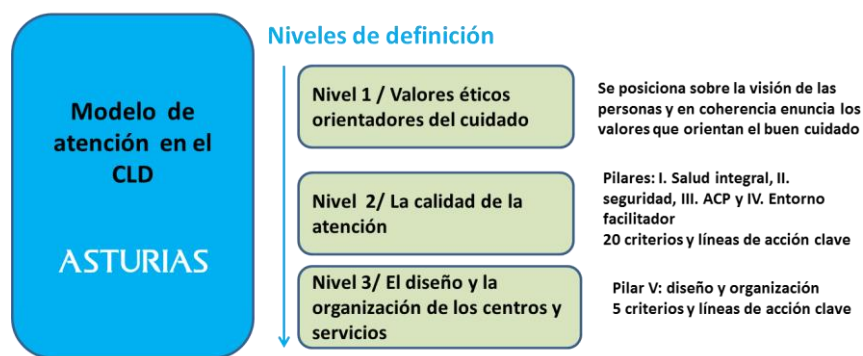 Modelo de
atención en el
CLD
ASTURIAS
Niveles de definición
Nivel 1 / Valores éticos
orientadores del cuidado
Se posiciona sobre la visión de las
personas y en coherencia enuncia los
valores que orientan el buen cuidado
Nivel 2/ La calidad de la
atención
Pilares: I. Salud integral, II.
seguridad, III. ACP y IV. Entorno
facilitador
20 criterios y líneas de acción clave
Nivel 3/ El diseño y la
organización de los centros y
servicios
Pilar V: diseño y organización
5 criterios y líneas de acción clave